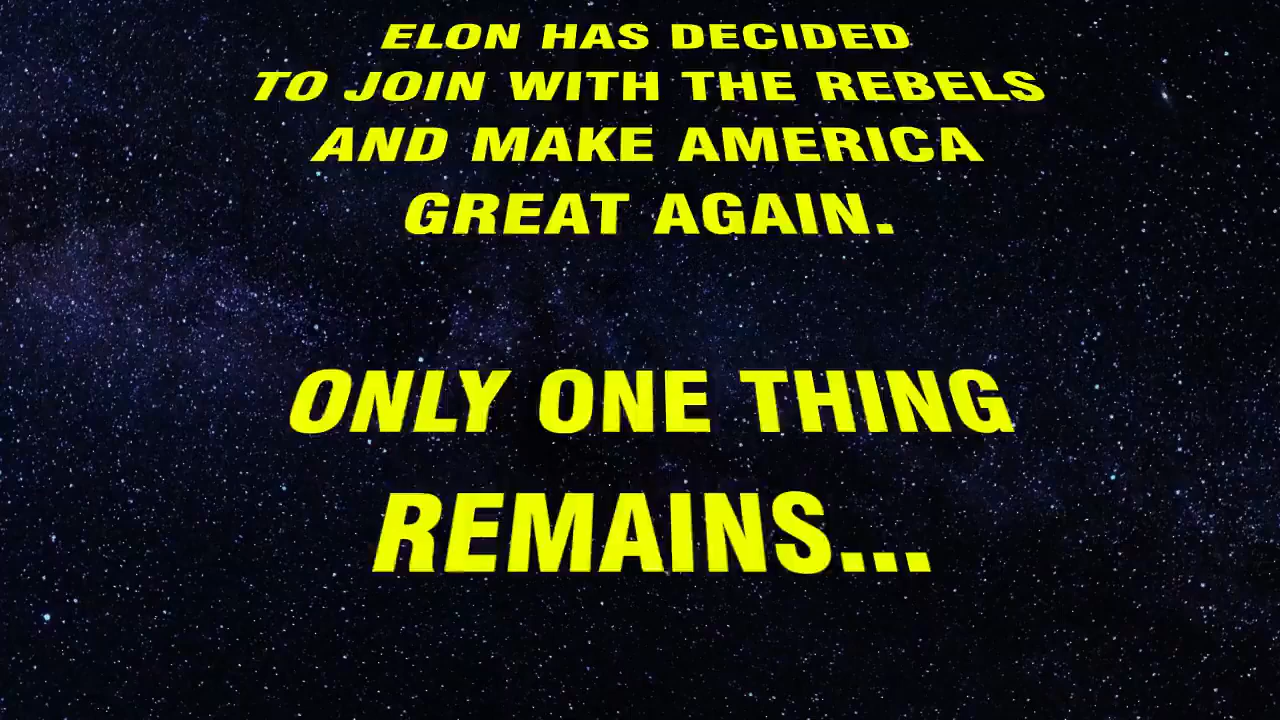 ELON HAS DECIDED
TO JOIN WITH THE REBELS
AND MAKE AMERICA
GREAT AGAIN.
ONLY ONE THING
REMAINS...